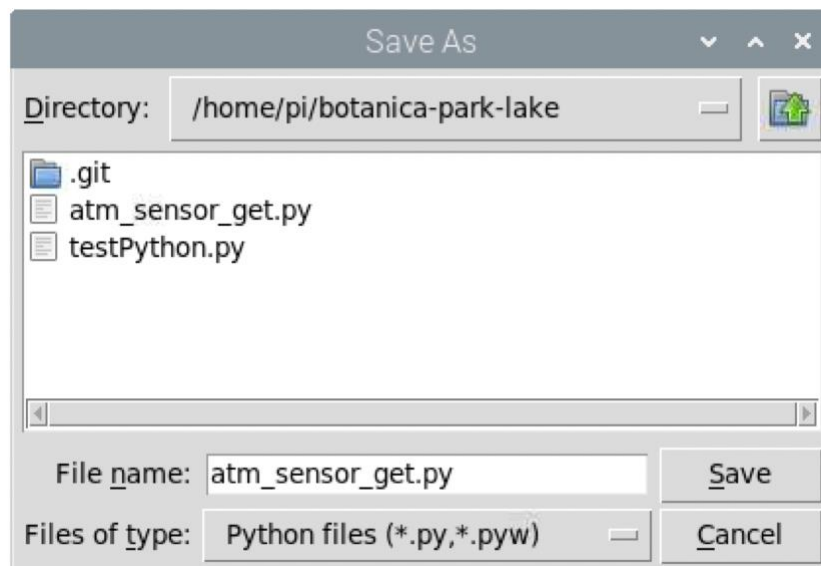 Save As
Directory: /home/pi/botanica-park-lake
.git
atm_sensor_get.py
testPython.py
File name: atm_sensor_get.py Save
Files of type: Python files (*.py,*.pyw) Cancel